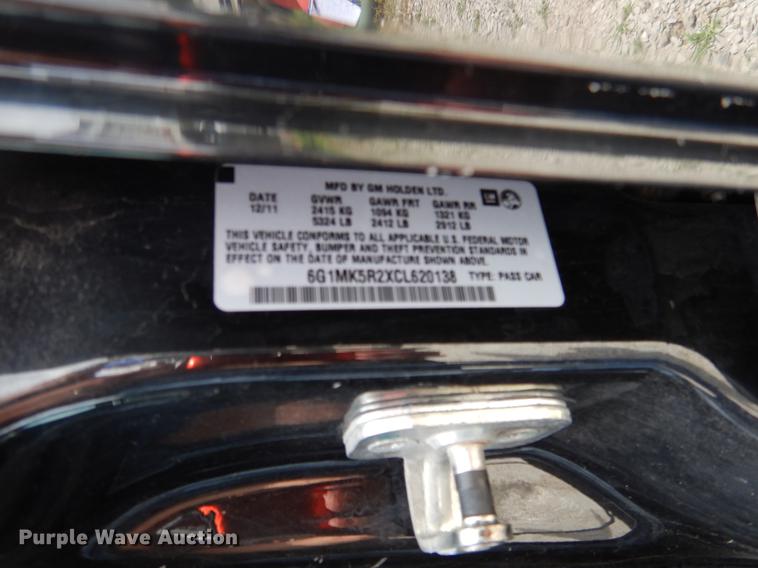 MFD BY GM HOLDEN LTD.
DATE GVWR GAWR FRT GAWR RR
12/11 2415 KG 1094 KG 1321 KG
5324 LB 2412 LB 2912 LB
THIS VEHICLE CONFORMS TO ALL APPLICABLE U.S. FEDERAL MOTOR
VEHICLE SAFETY, BUMPER AND THEFT PREVENTION STANDARDS IN
EFFECT ON THE DATE OF MANUFACTURE SHOWN ABOVE.
6G1MK5R2XCL620138 TYPE: PASS CAR
Purple Wave Auction